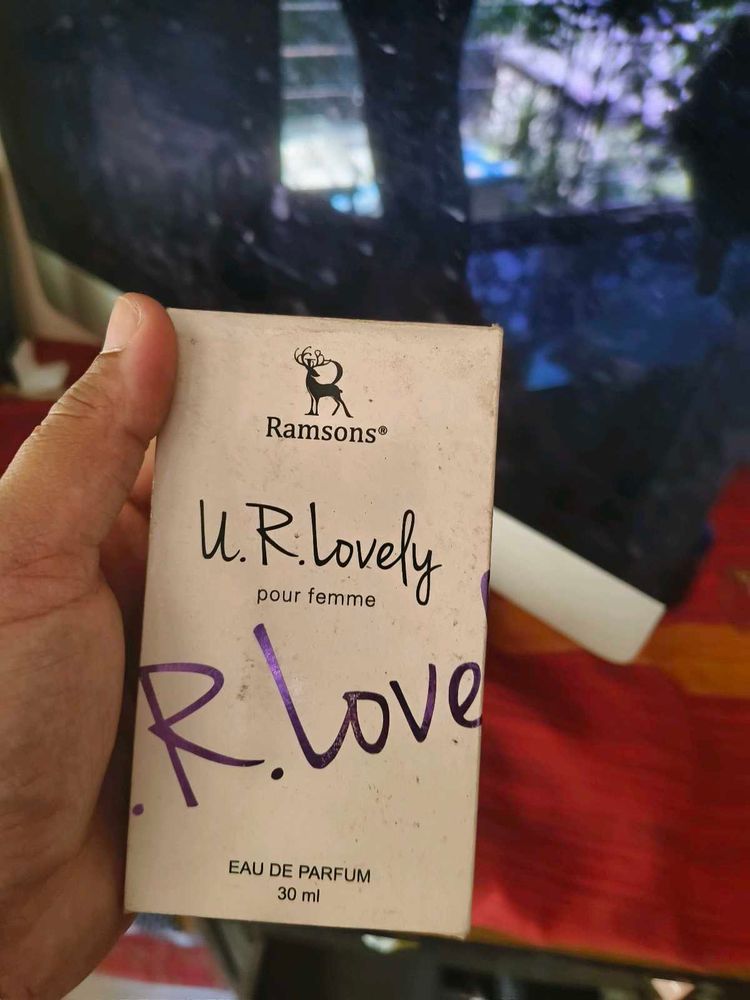 Ramsons®
U.R.Lovely
pour femme
.R.Love
EAU DE PARFUM
30 ml